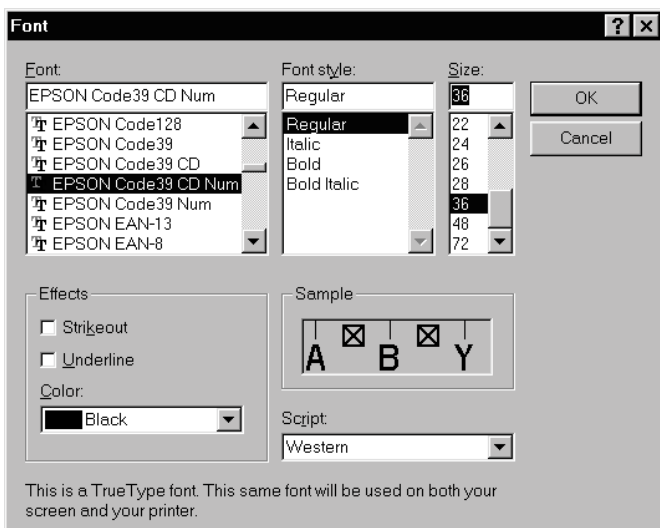 Font
Font: Font style: Size:
EPSON Code39 CD Num Regular 36 OK
EPSON Code128 Regular 22 Cancel
EPSON Code39 Italic 24
EPSON Code39 CD Bold 26
EPSON Code39 CD Num Bold Italic 28
EPSON Code39 Num 36
EPSON EAN-13 48
EPSON EAN-8 72
Effects Sample
Strikeout
A B Y
Underline
Color:
Black
Script:
Western
This is a TrueType font. This same font will be used on both your
screen and your printer.